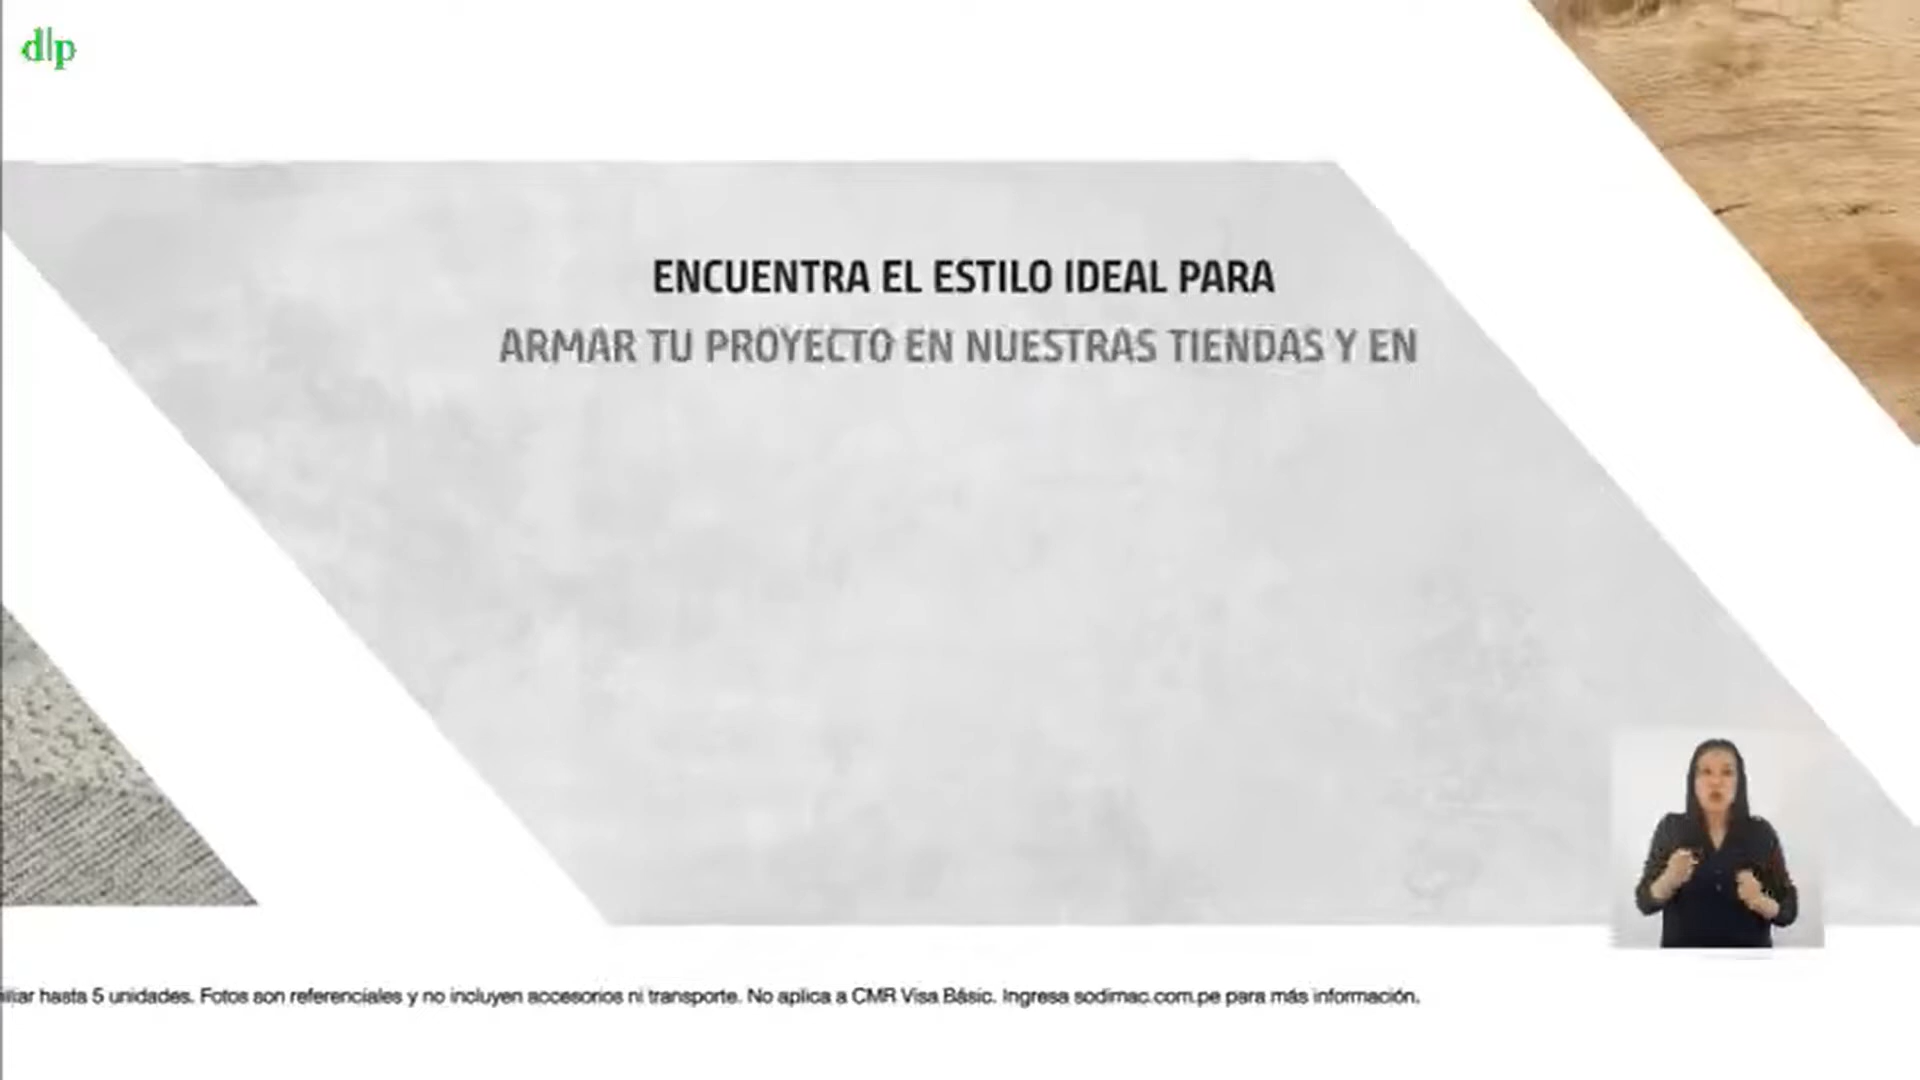 d|p
ENCUENTRA EL ESTILO IDEAL PARA
ARMAR TU PROYECTO EN NUESTRAS TIENDAS Y EN
hasta 5 unidades. Fotos son referenciales y no incluyen accesorios ni transporte. No aplica a CMR Visa Básic. Ingresa sodimac.com.pe para más información.